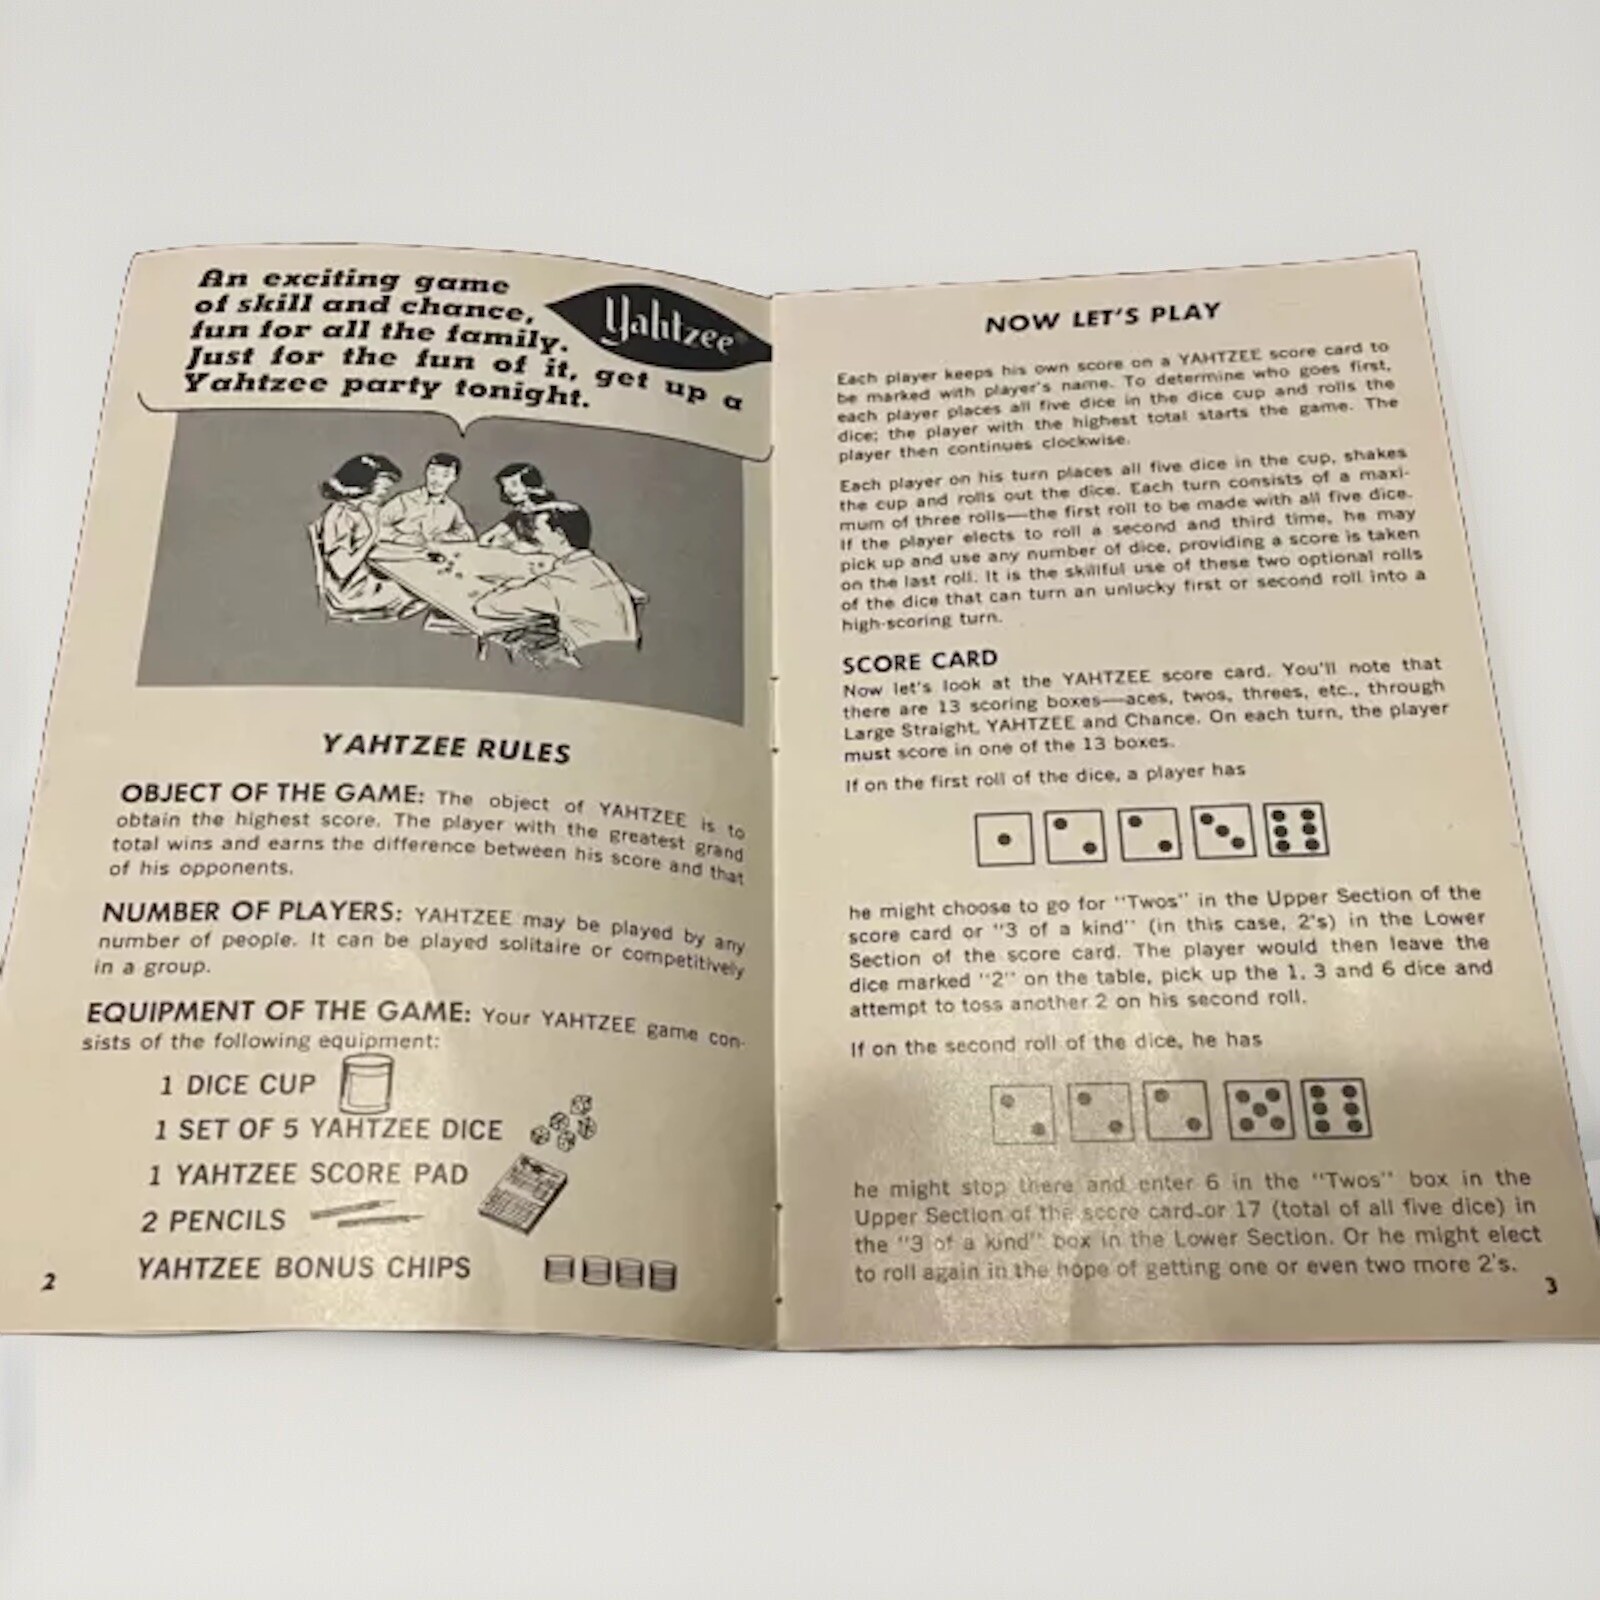 An exciting game
of skill and chance,
fun for all the family.
Just for the fun of it, get up a
Yahtzee party tonight.
Yahtzee®
YAHTZEE RULES
OBJECT OF THE GAME: The object of YAHTZEE is to
obtain the highest score. The player with the greatest grand
total wins and earns the difference between his score and that
of his opponents.
NUMBER OF PLAYERS: YAHTZEE may be played by any
number of people. It can be played solitaire or competitively
in a group.
EQUIPMENT OF THE GAME: Your YAHTZEE game con-
sists of the following equipment:
1 DICE CUP
1 SET OF 5 YAHTZEE DICE
1 YAHTZEE SCORE PAD
2 PENCILS
YAHTZEE BONUS CHIPS
2
NOW LET'S PLAY
Each player keeps his own score on a YAHTZEE score card to
be marked with player's name. To determine who goes first,
each player places all five dice in the dice cup and rolls the
dice; the player with the highest total starts the game. The
player then continues clockwise.
Each player on his turn places all five dice in the cup, shakes
the cup and rolls out the dice. Each turn consists of a maxi-
mum of three rolls—the first roll to be made with all five dice.
If the player elects to roll a second and third time, he may
pick up and use any number of dice, providing a score is taken
on the last roll. It is the skillful use of these two optional rolls
of the dice that can turn an unlucky first or second roll into a
high-scoring turn.
SCORE CARD
Now let's look at the YAHTZEE score card. You'll note that
there are 13 scoring boxes—aces, twos, threes, etc., through
Large Straight, YAHTZEE and Chance. On each turn, the player
must score in one of the 13 boxes.
If on the first roll of the dice, a player has
he might choose to go for "Twos" in the Upper Section of the
score card or "3 of a kind" (in this case, 2's) in the Lower
Section of the score card. The player would then leave the
dice marked "2" on the table, pick up the 1, 3 and 6 dice and
attempt to toss another 2 on his second roll.
If on the second roll of the dice, he has
he might stop there and enter 6 in the "Twos" box in the
Upper Section of the score card or 17 (total of all five dice) in
the "3 of a kind" box in the Lower Section. Or he might elect
to roll again in the hope of getting one or even two more 2's.
3